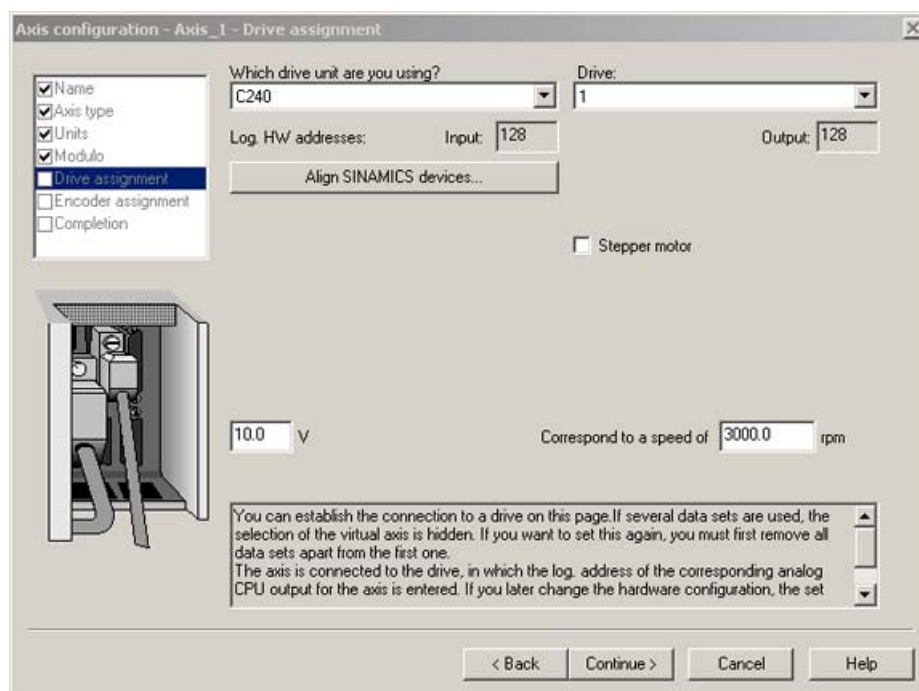 Axis configuration - Axis_1 - Drive assignment
Name
Axis type
Units
Modulo
Drive assignment
Encoder assignment
Completion
Which drive unit are you using?
C240
Drive:
1
Log. HW addresses:
Input:
128
Output:
128
Align SINAMICS devices...
Stepper motor
10.0
V
Correspond to a speed of
3000.0
rpm
You can establish the connection to a drive on this page.If several data sets are used, the
selection of the virtual axis is hidden. If you want to set this again, you must first remove all
data sets apart from the first one.
The axis is connected to the drive, in which the log. address of the corresponding analog
CPU output for the axis is entered. If you later change the hardware configuration, the set
< Back
Continue >
Cancel
Help